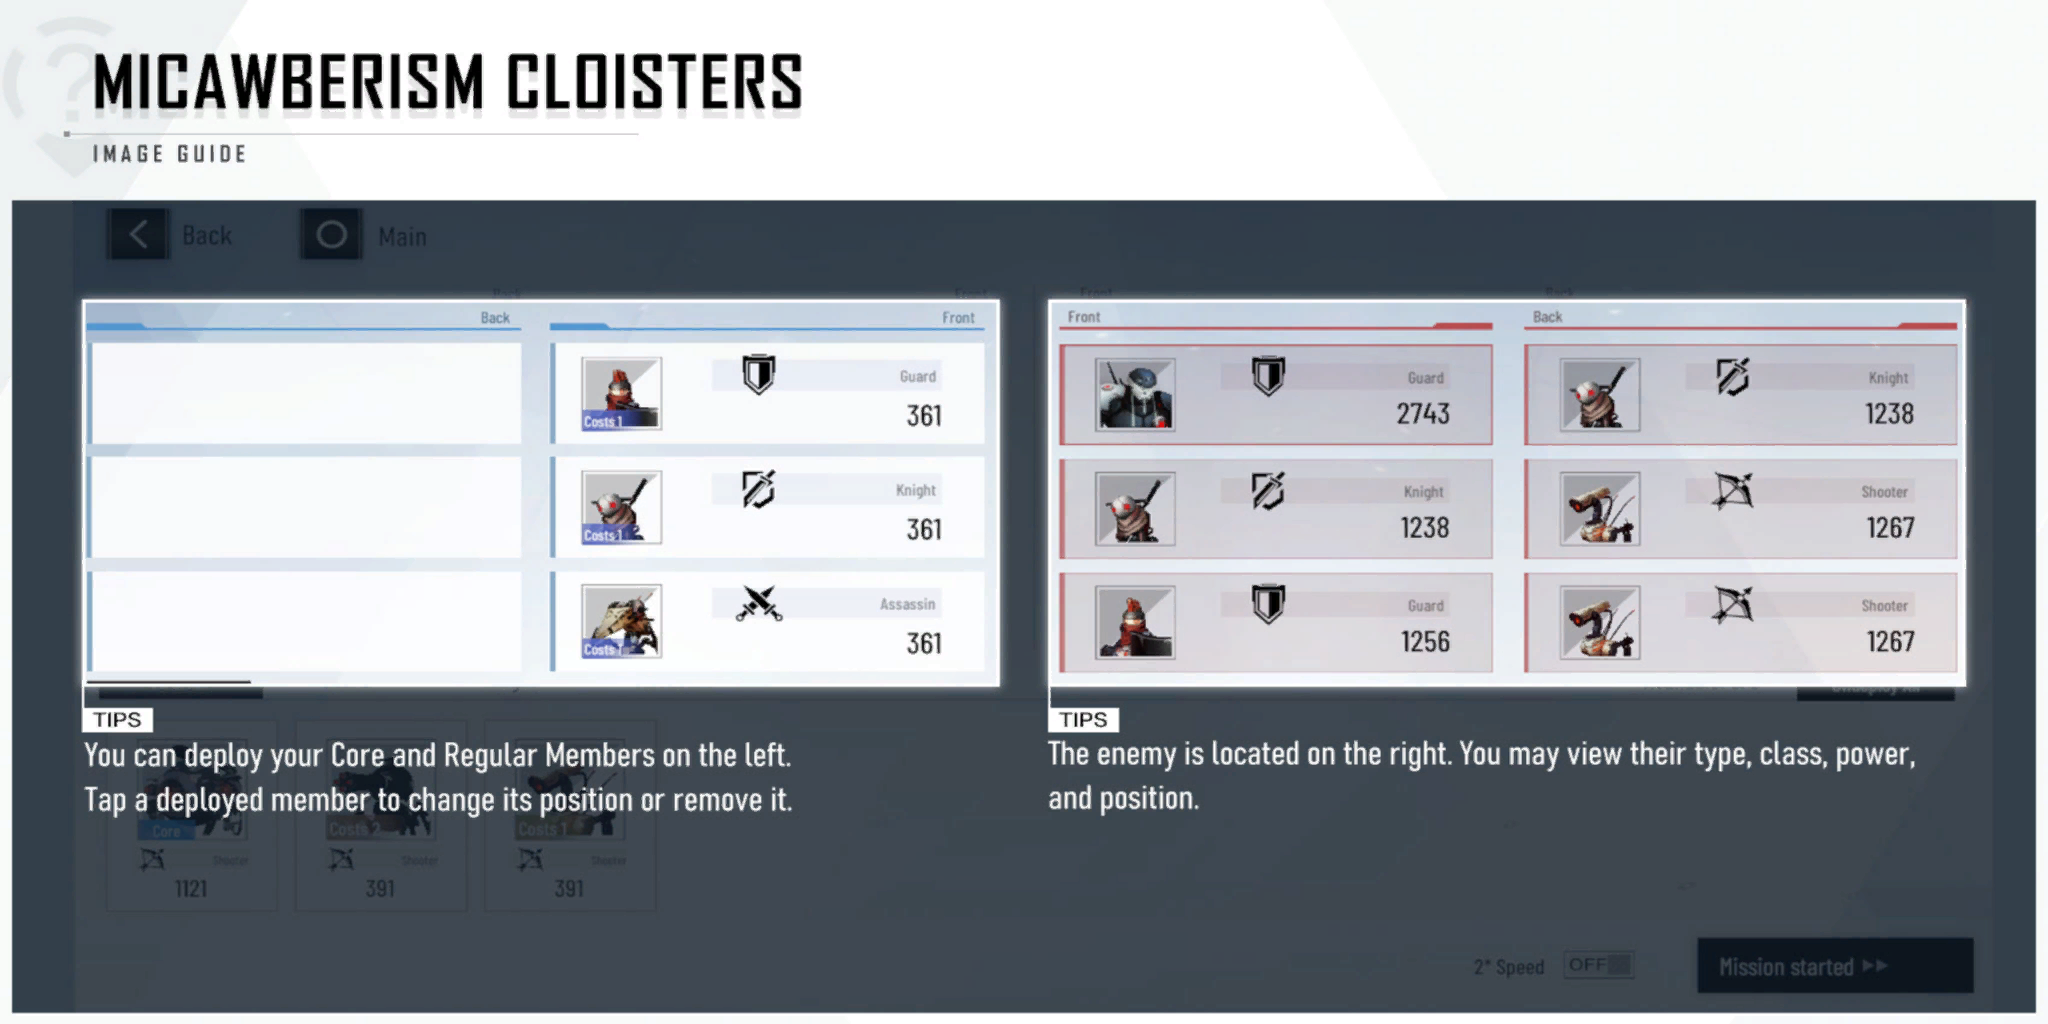 MICAWBERISM CLOISTERS
IMAGE GUIDE
Back
Main
Back
Front
Front
Back
Back
Front
Guard
361
Costs 1
Knight
361
Costs 1
Assassin
361
Costs 1
Front
Back
Guard
2743
Knight
1238
Knight
1238
Shooter
1267
Guard
1256
Shooter
1267
TIPS
You can deploy your Core and Regular Members on the left.
Tap a deployed member to change its position or remove it.
TIPS
The enemy is located on the right. You may view their type, class, power,
and position.
Core
Shooter
1121
Costs 2
Shooter
391
Costs 1
Shooter
391
2* Speed
OFF
Mission started